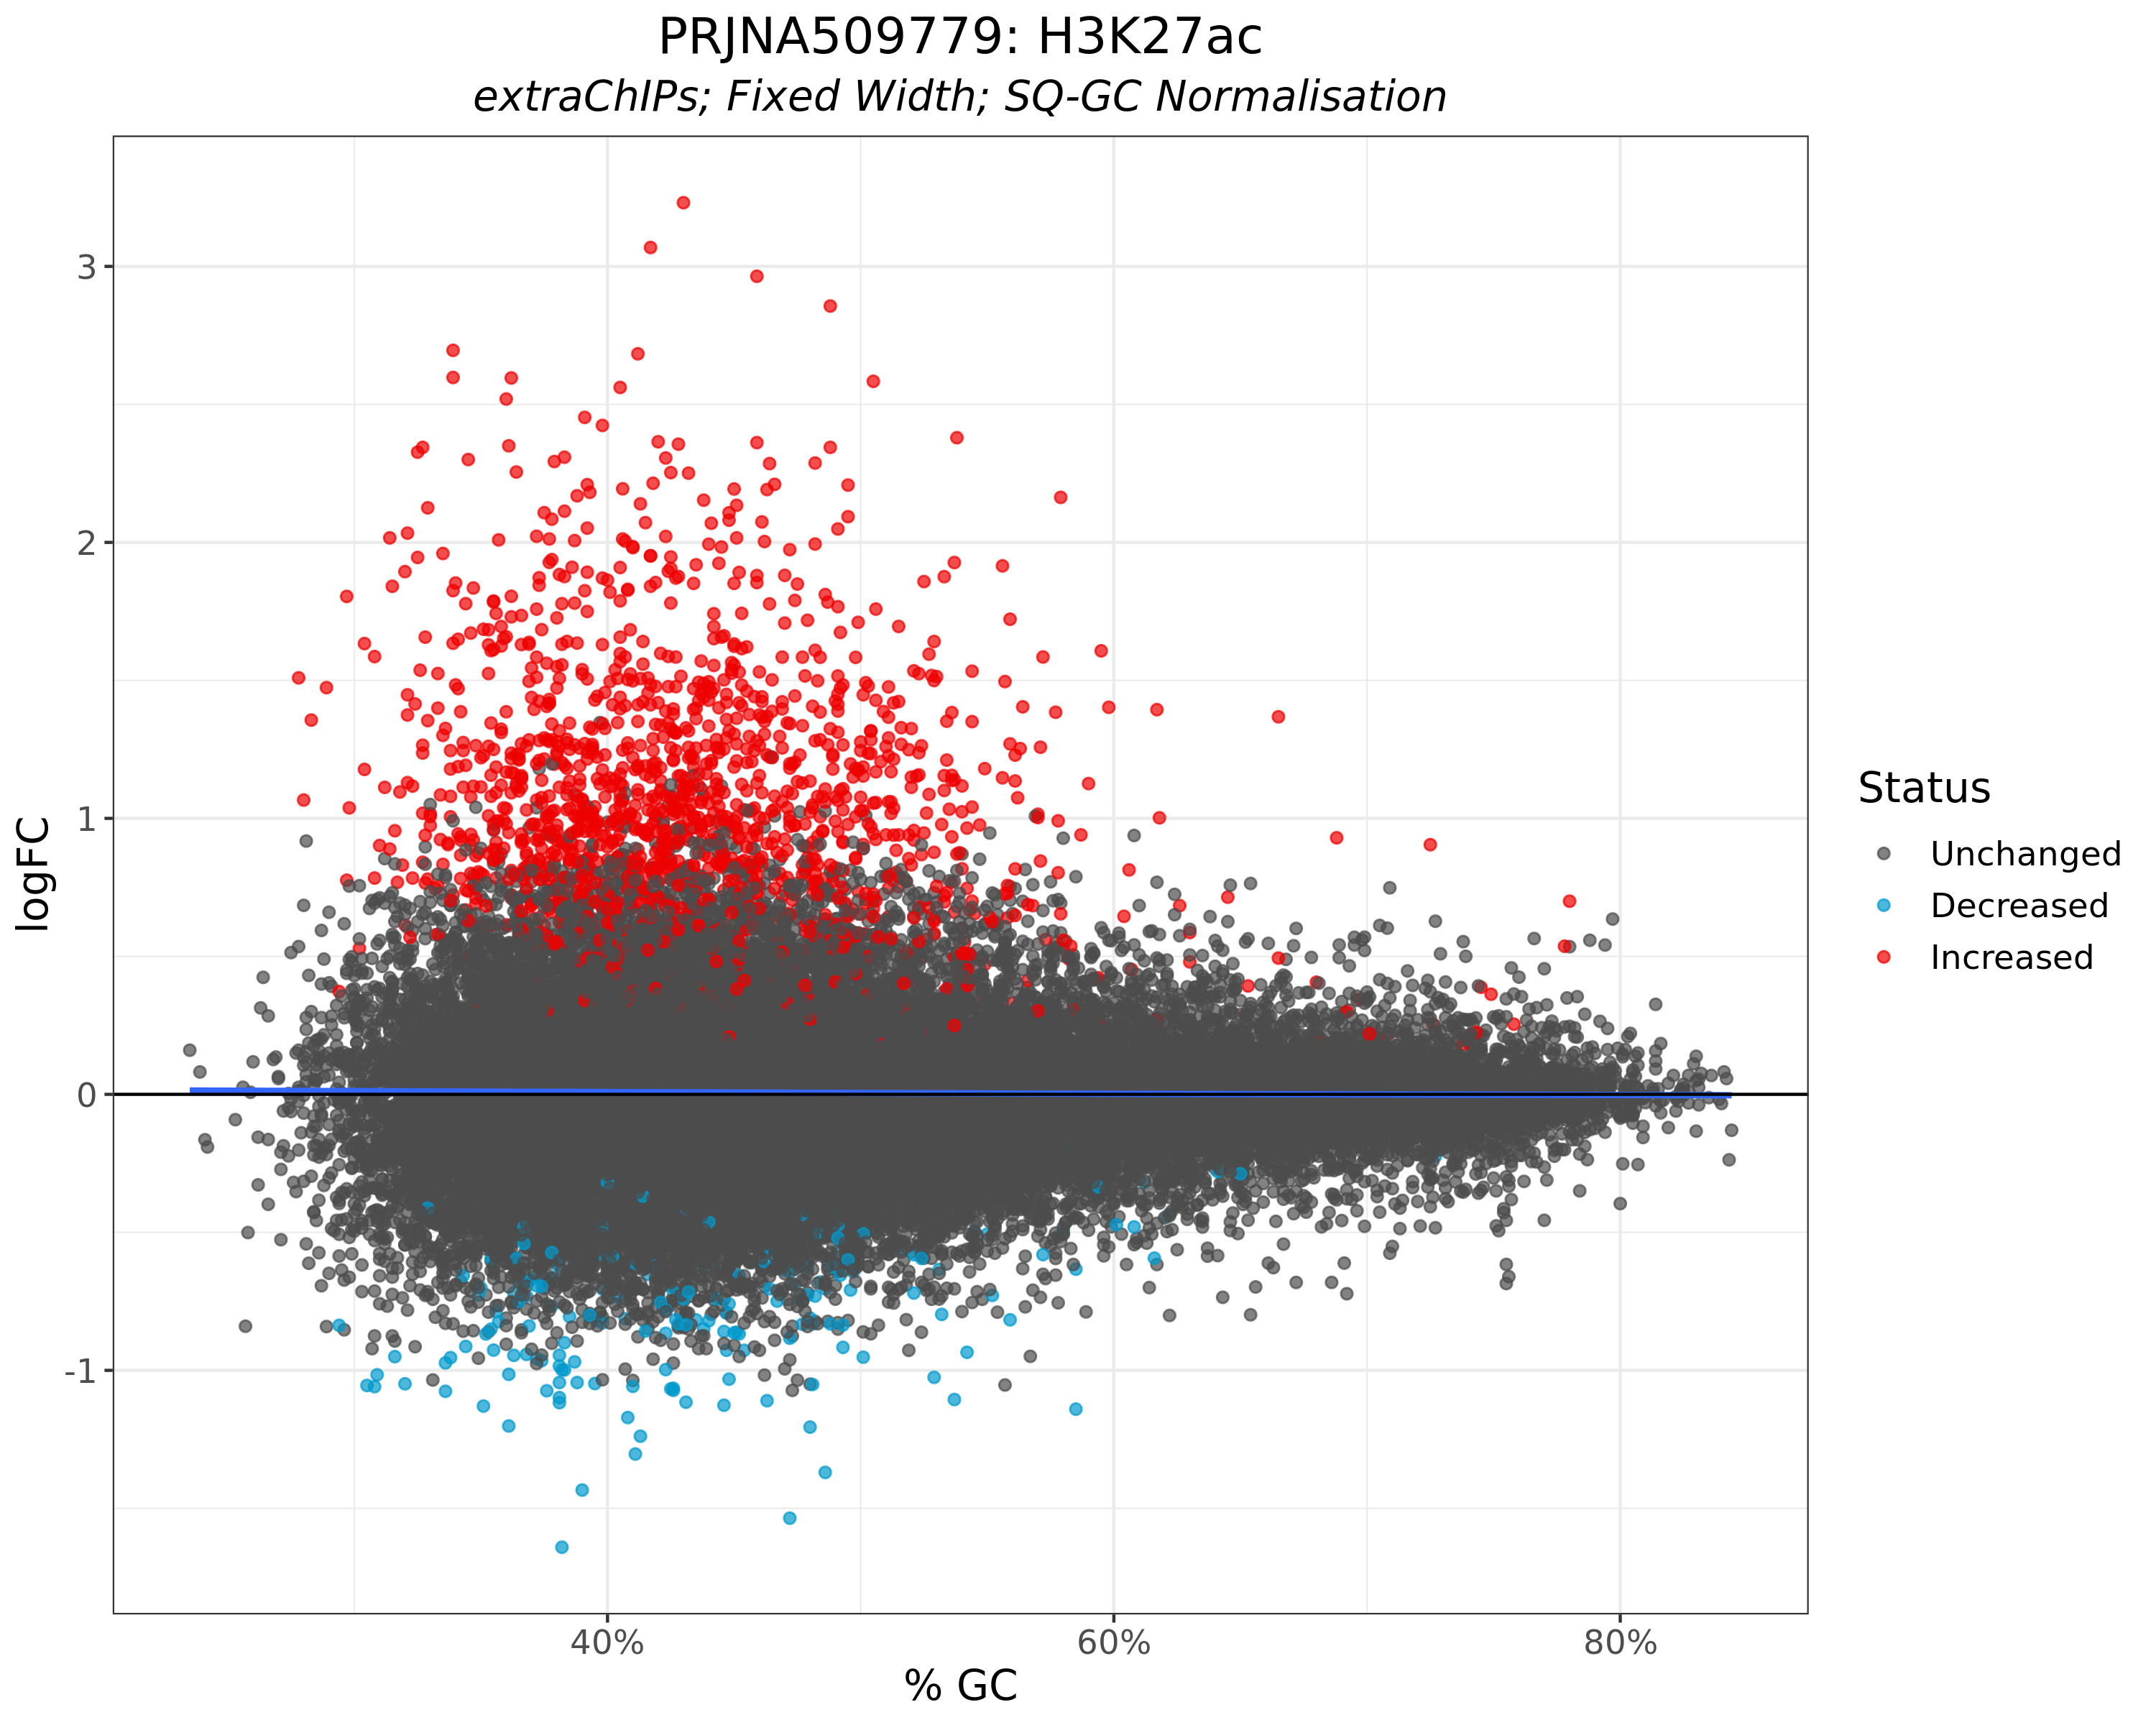 PRJNA509779: H3K27ac
extraChIPs; Fixed Width; SQ-GC Normalisation
logFC
3
2
1
0
-1
40%
60%
80%
% GC
Status
Unchanged
Decreased
Increased